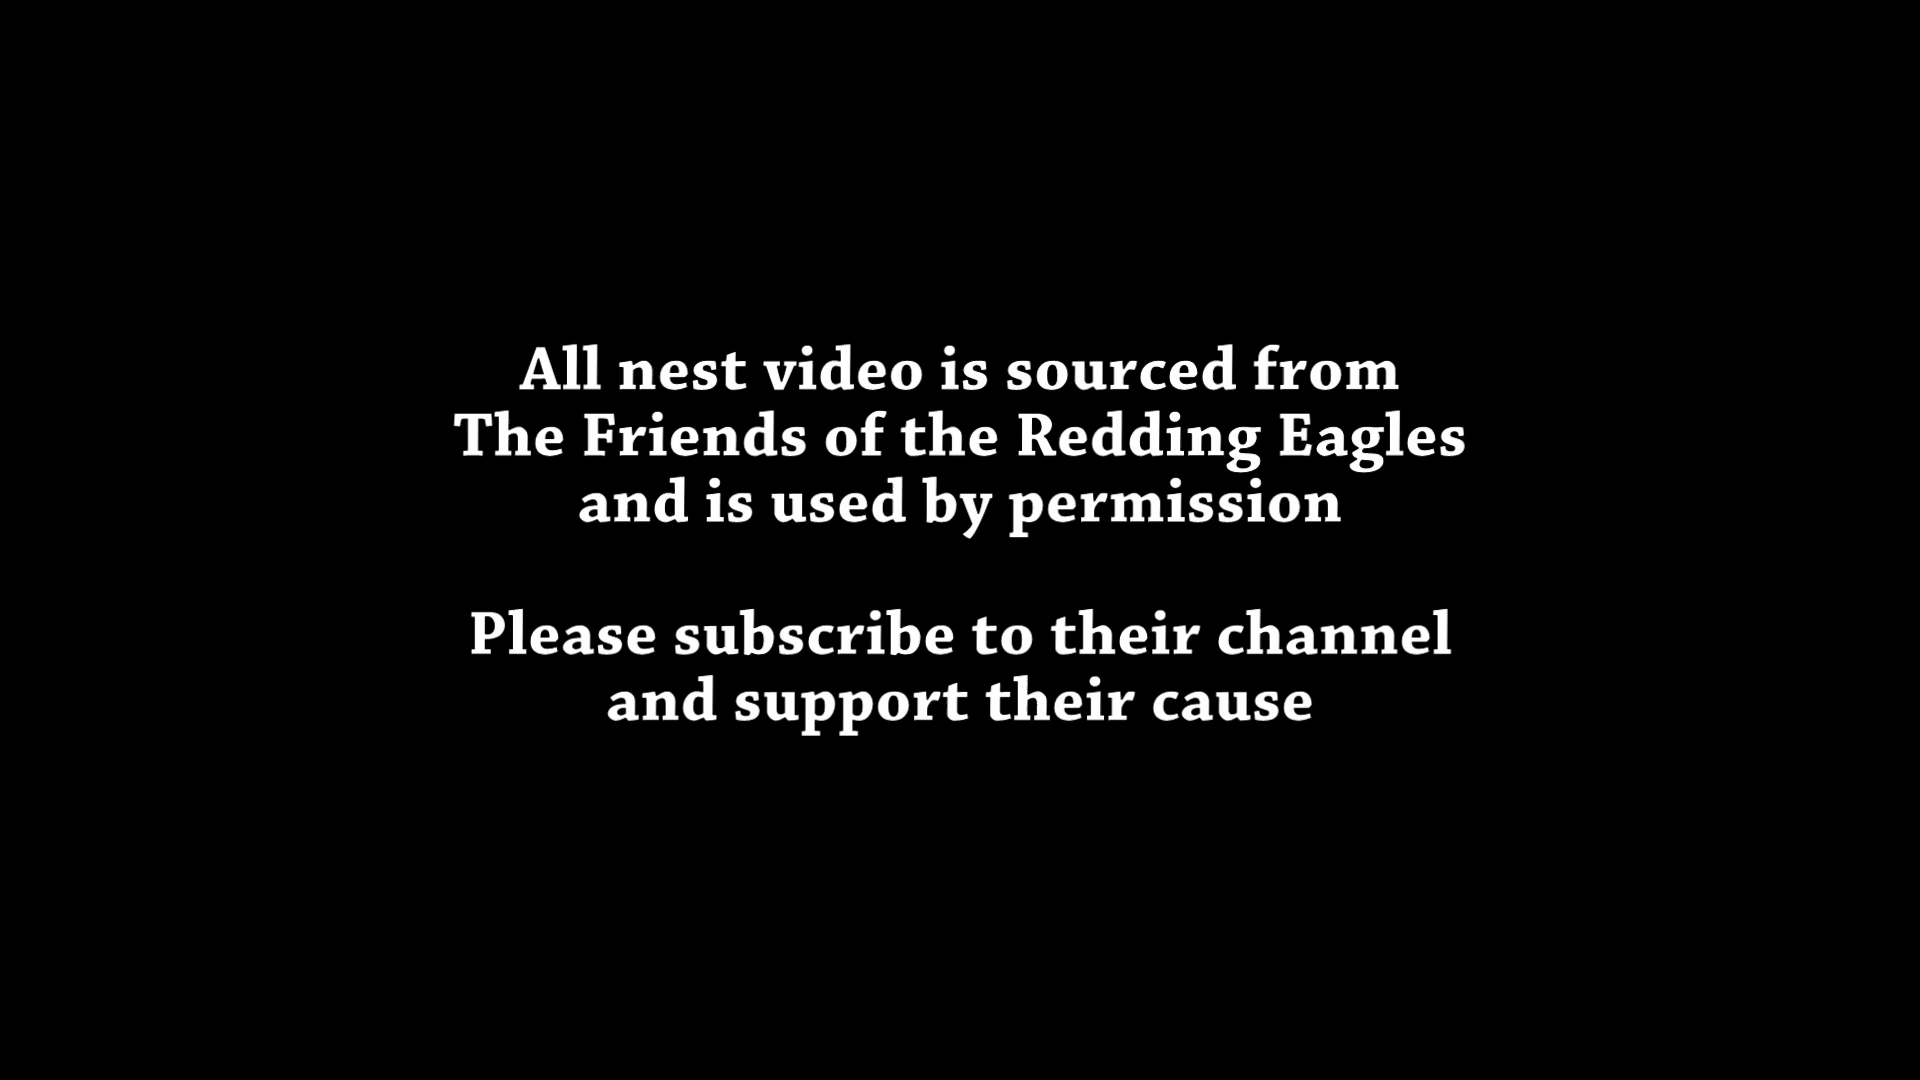 All nest video is sourced from
The Friends of the Redding Eagles
and is used by permission
Please subscribe to their channel
and support their cause